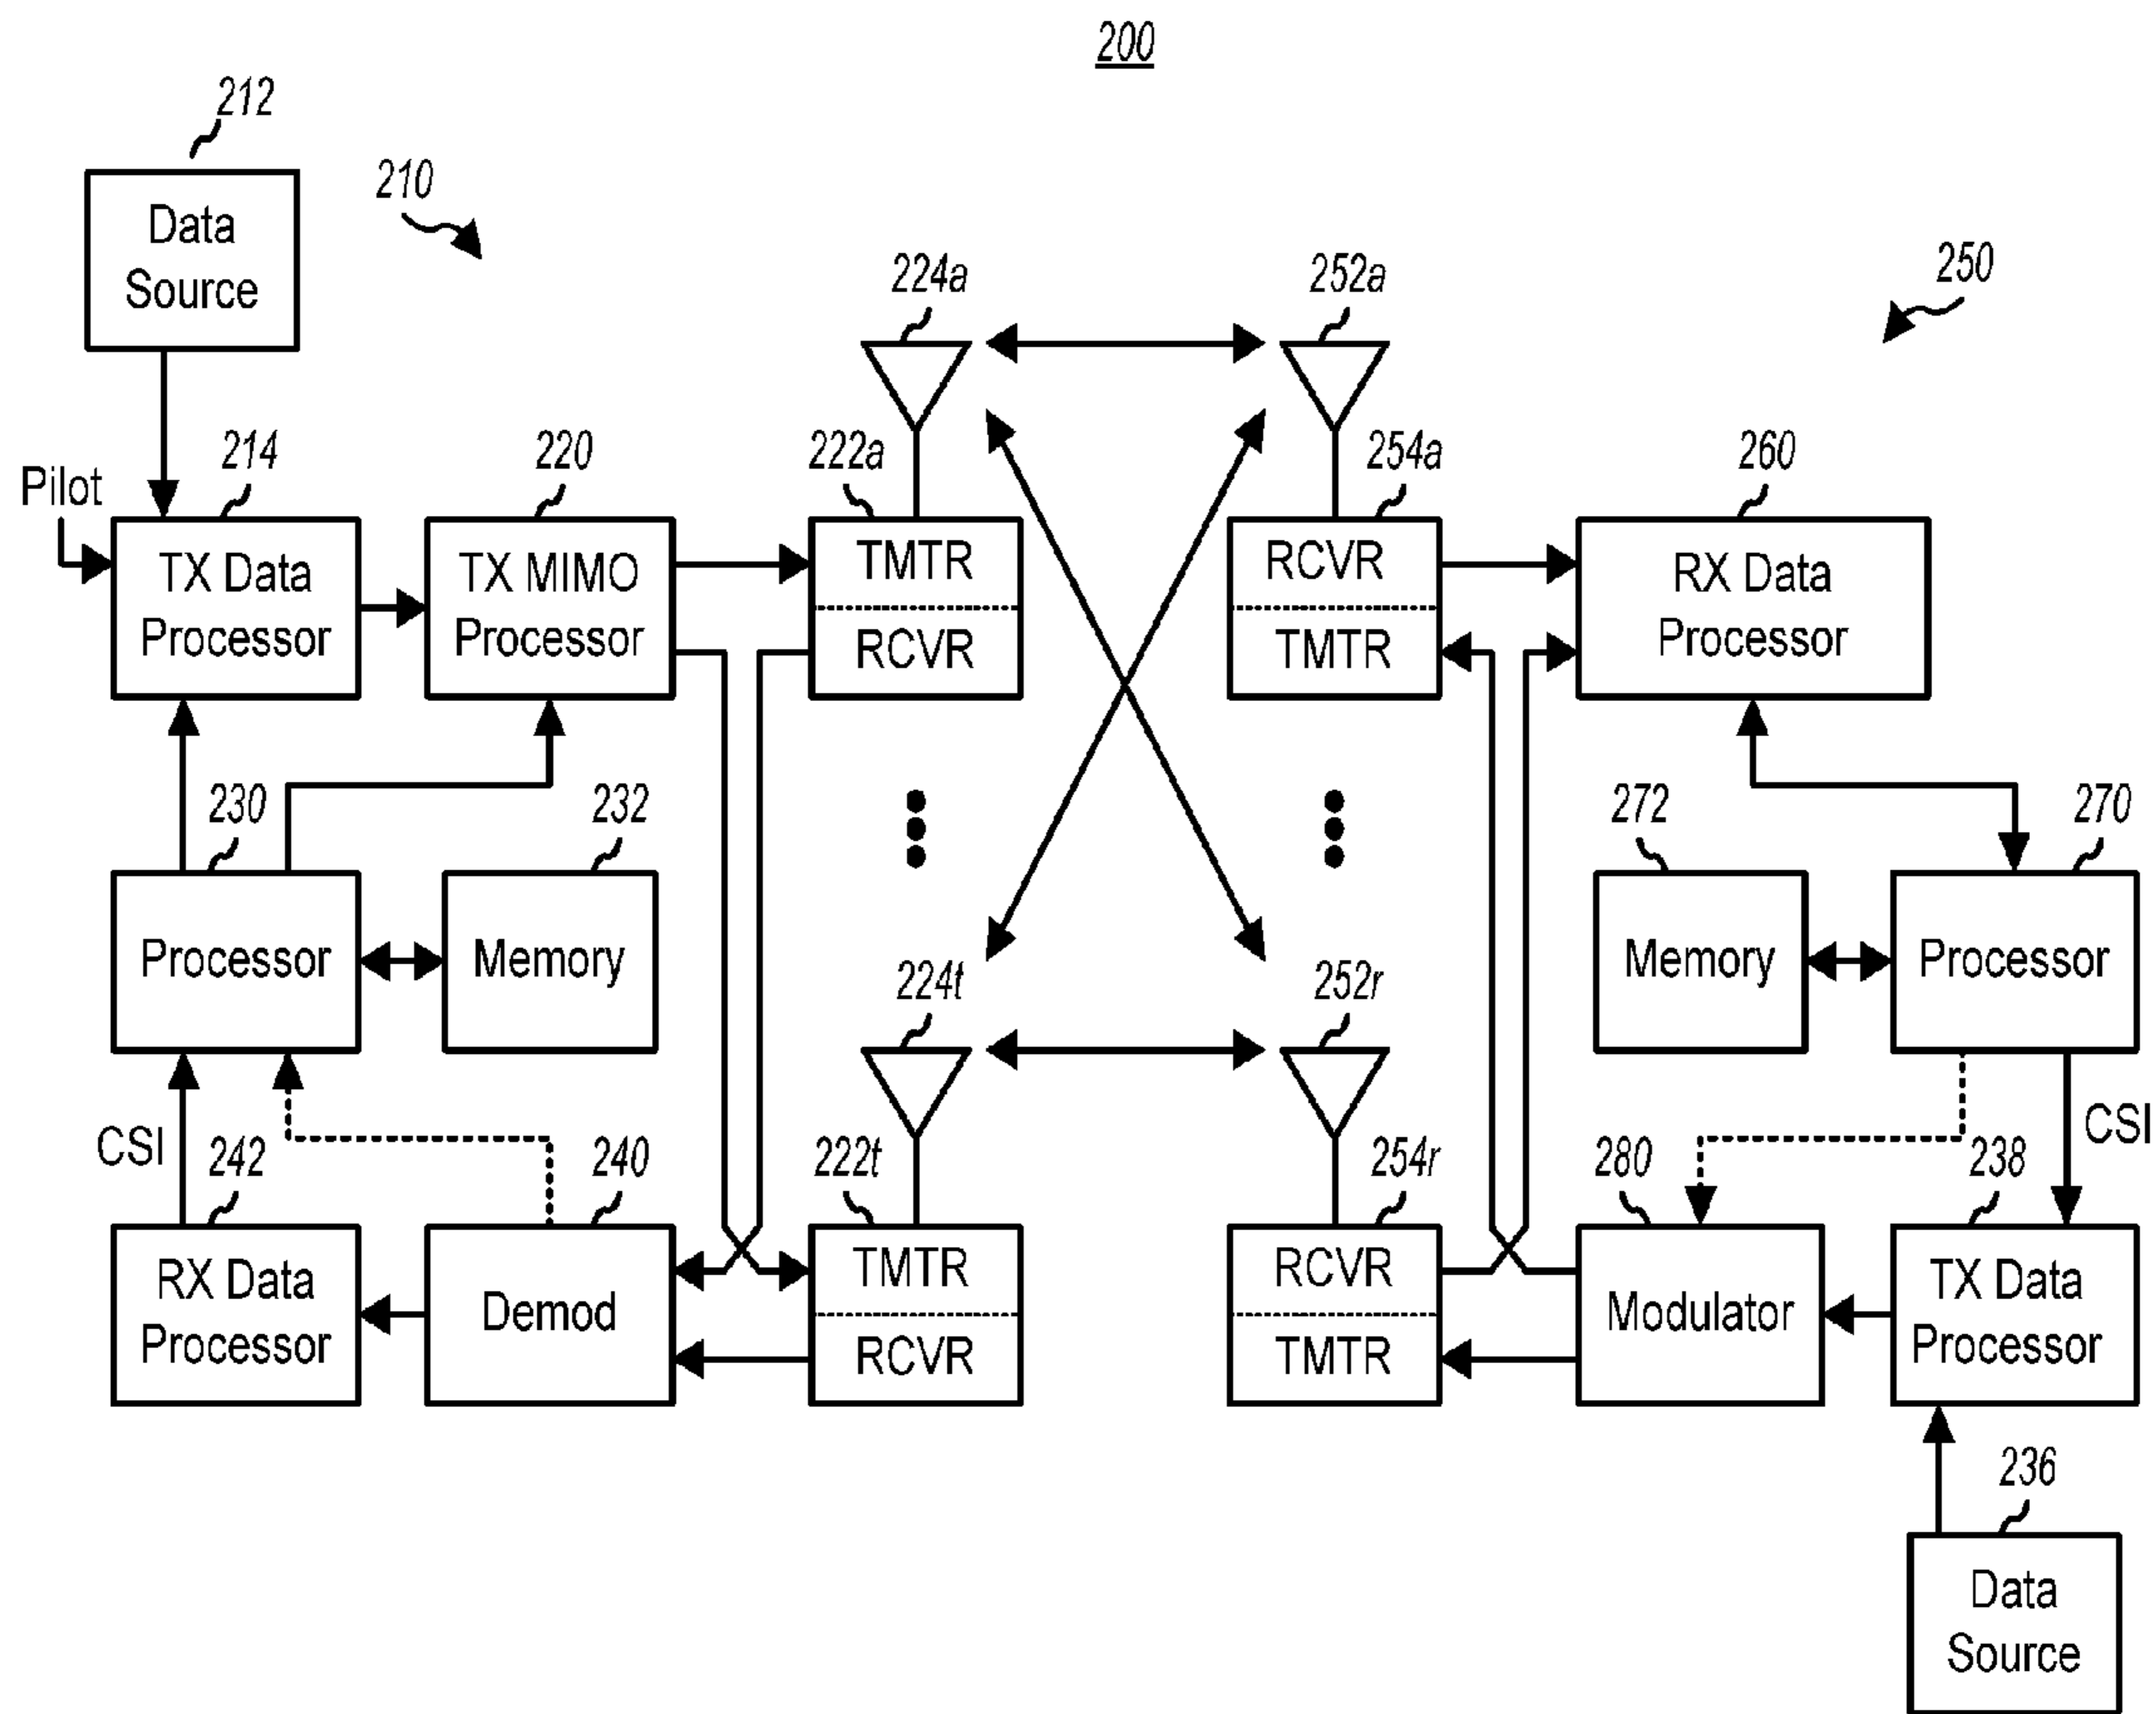 200
212
210
Data
Source
224a
252a
250
Pilot
214
220
222a
254a
260
TX Data
Processor
TX MIMO
Processor
TMTR
RCVR
RCVR
TMTR
RX Data
Processor
230
232
272
270
Processor
Memory
Memory
Processor
224t
252r
CSI
242
240
222t
254r
280
238
CSI
RX Data
Processor
Demod
TMTR
RCVR
RCVR
TMTR
Modulator
TX Data
Processor
236
Data
Source